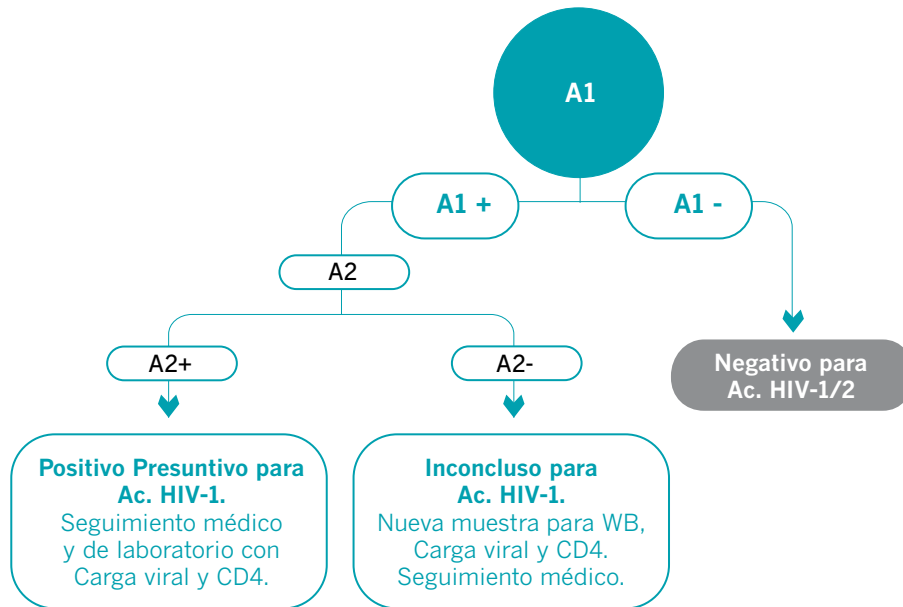 A1
A1 +
A1 -
A2
A2+
A2-
Negativo para
Ac. HIV-1/2
Positivo Presuntivo para
Ac. HIV-1.
Seguimiento médico
y de laboratorio con
Carga viral y CD4.
Inconcluso para
Ac. HIV-1.
Nueva muestra para WB,
Carga viral y CD4.
Seguimiento médico.